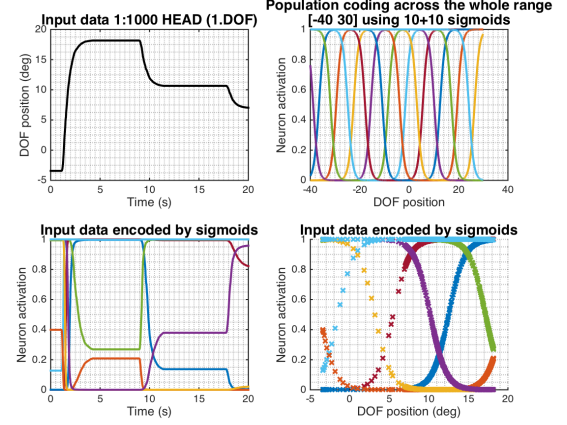 Input data 1:1000 HEAD (1.DOF)
20
15
10
5
0
-5
DOF position (deg)
0 5 10 15 20
Time (s)
Population coding across the whole range
[-40 30] using 10+10 sigmoids
1
0.8
0.6
0.4
0.2
0
Neuron activation
-40 -20 0 20 40
DOF position
Input data encoded by sigmoids
1
0.8
0.6
0.4
0.2
0
Neuron activation
0 5 10 15 20
Time (s)
Input data encoded by sigmoids
1
0.8
0.6
0.4
0.2
0
Neuron activation
-5 0 5 10 15 20
DOF position (deg)